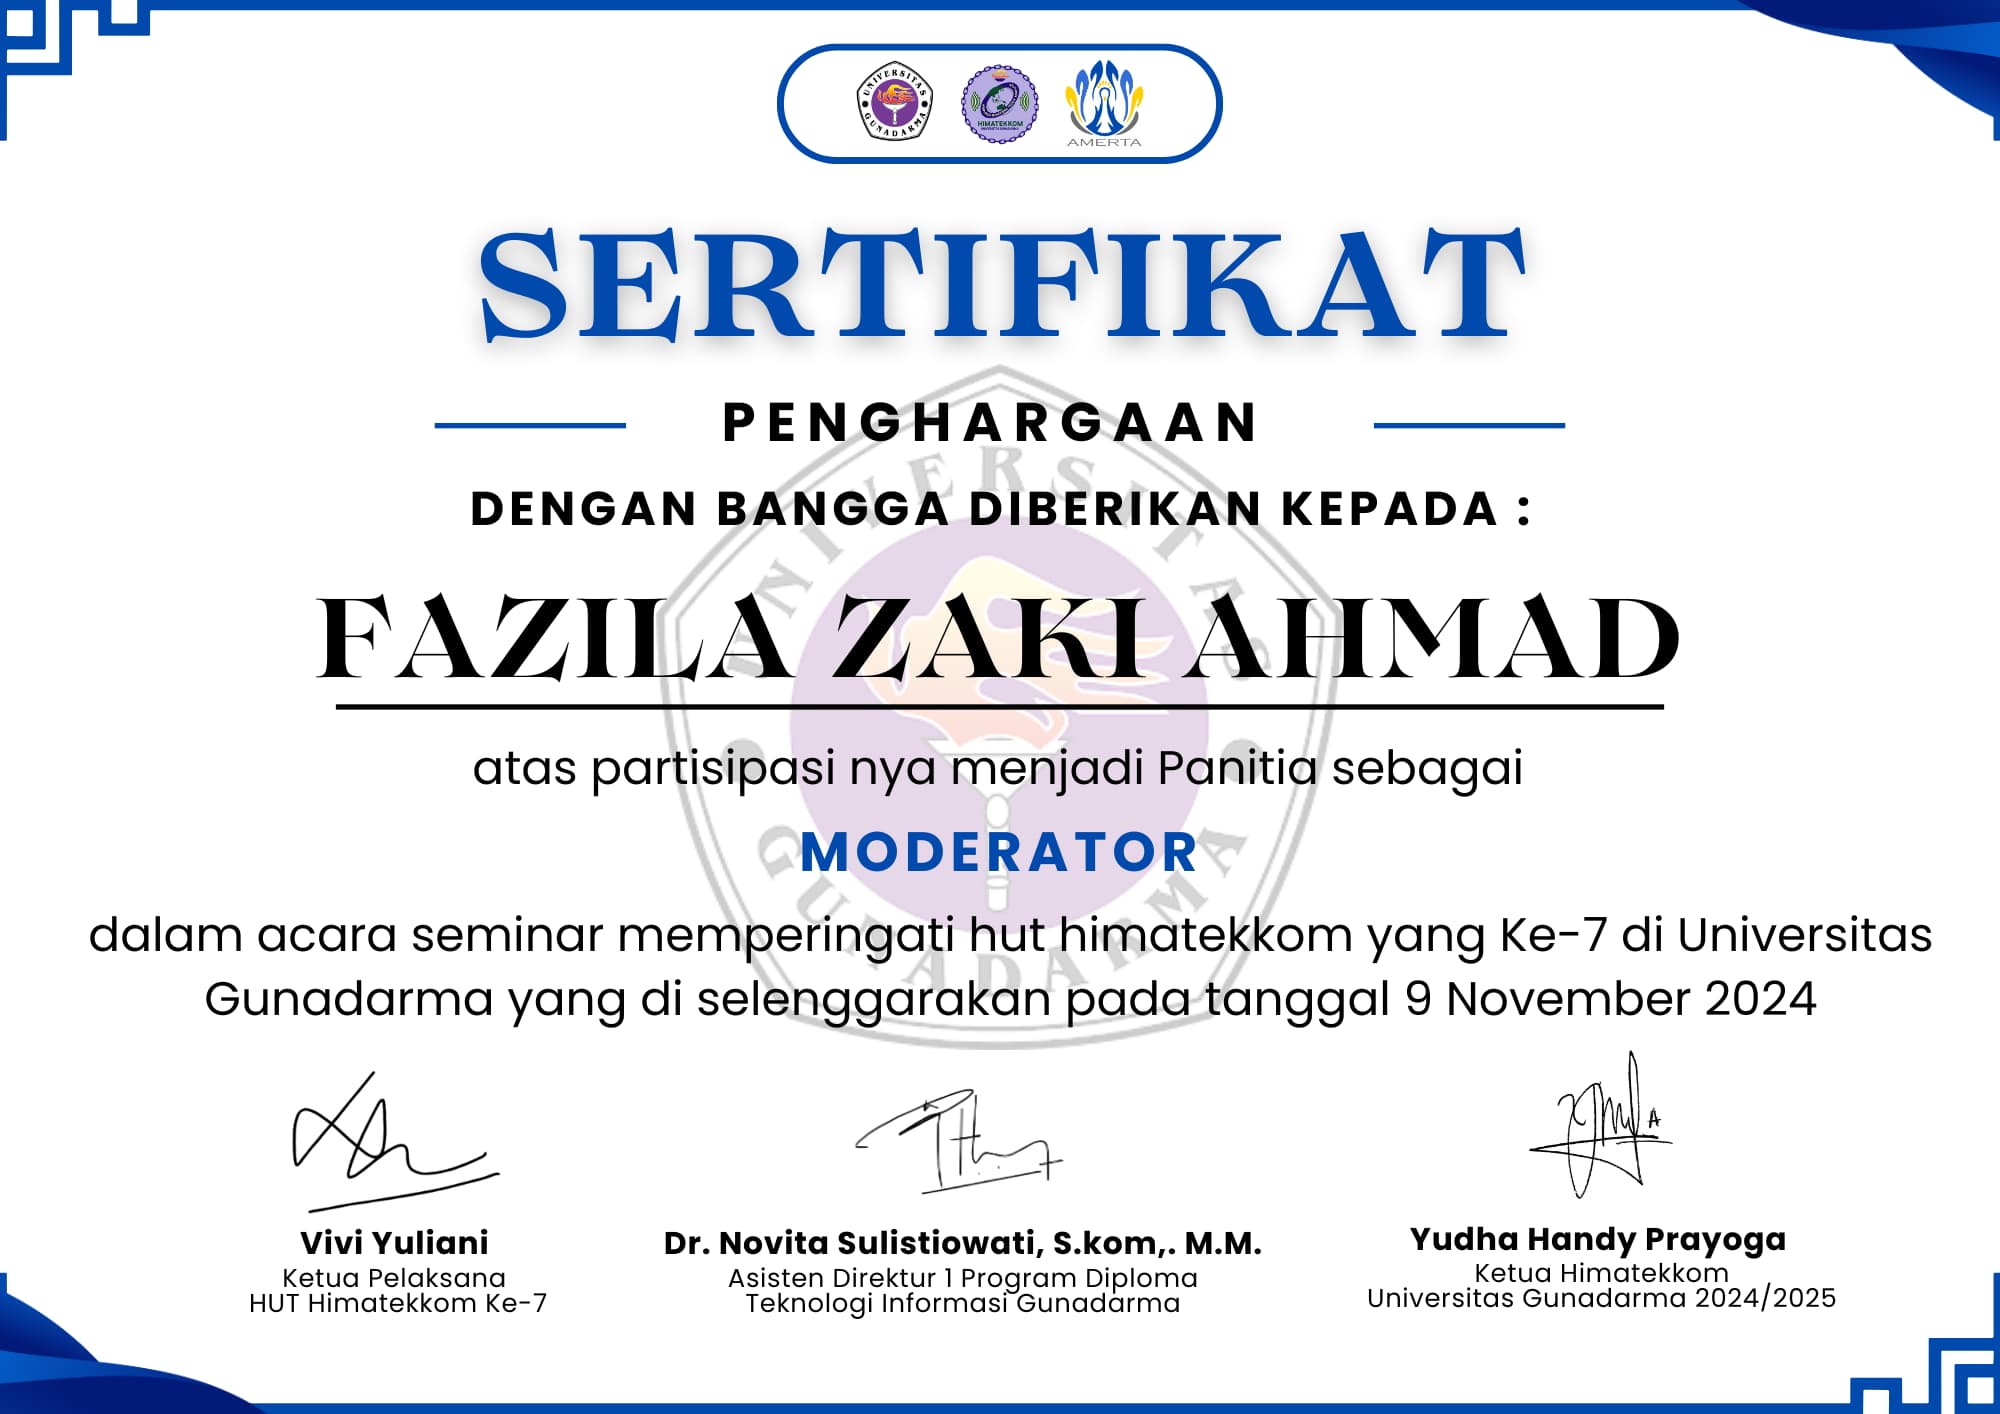 UNIVERSITAS GUNADARMA
HIMATEKKOM
AMERTA
SERTIFIKAT
PENGHARGAAN
DENGAN BANGGA DIBERIKAN KEPADA :
FAZILA ZAKI AHMAD
atas partisipasi nya menjadi Panitia sebagai
MODERATOR
dalam acara seminar memperingati hut himatekkom yang Ke-7 di Universitas
Gunadarma yang di selenggarakan pada tanggal 9 November 2024
UNIVERSITAS GUNADARMA
Vivi Yuliani
Ketua Pelaksana
HUT Himatekkom Ke-7
Dr. Novita Sulistiowati, S.kom,. M.M.
Asisten Direktur 1 Program Diploma
Teknologi Informasi Gunadarma
Yudha Handy Prayoga
Ketua Himatekkom
Universitas Gunadarma 2024/2025